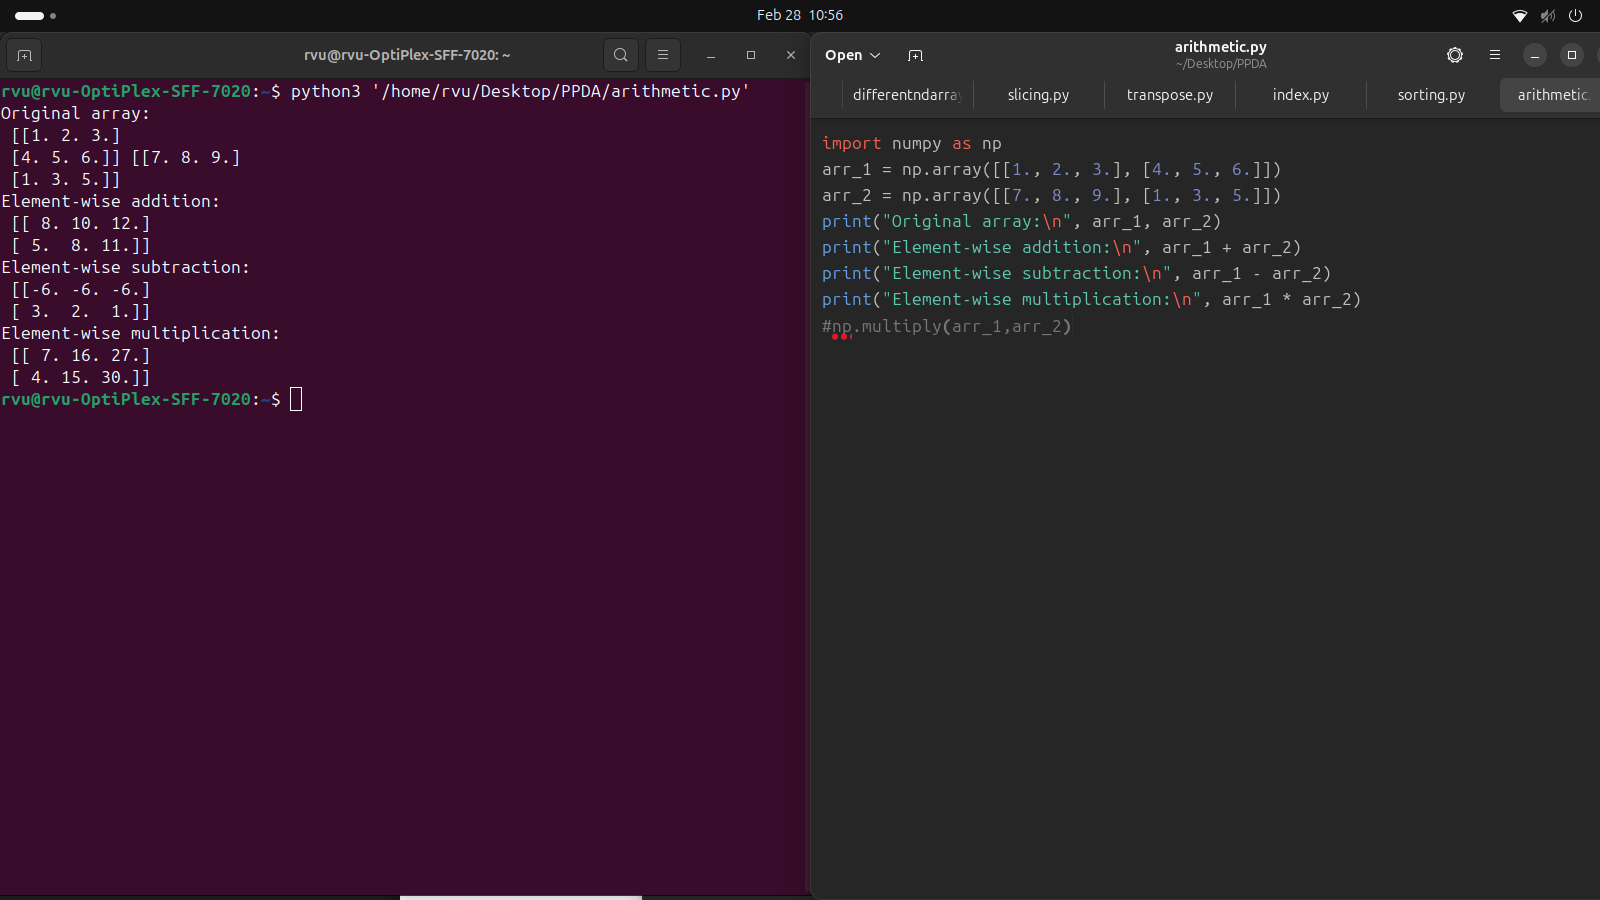 Feb 28  10:56
rvu@rvu-OptiPlex-SFF-7020: ~
rvu@rvu-OptiPlex-SFF-7020:~$ python3 '/home/rvu/Desktop/PPDA/arithmetic.py'
Original array:
 [[1. 2. 3.]
 [4. 5. 6.]] [[7. 8. 9.]
 [1. 3. 5.]]
Element-wise addition:
 [[ 8. 10. 12.]
 [ 5.  8. 11.]]
Element-wise subtraction:
 [[-6. -6. -6.]
 [ 3.  2.  1.]]
Element-wise multiplication:
 [[ 7. 16. 27.]
 [ 4. 15. 30.]]
rvu@rvu-OptiPlex-SFF-7020:~$
Open
arithmetic.py
~/Desktop/PPDA
differentndarray slicing.py transpose.py index.py sorting.py arithmetic.
import numpy as np
arr_1 = np.array([[1., 2., 3.], [4., 5., 6.]])
arr_2 = np.array([[7., 8., 9.], [1., 3., 5.]])
print("Original array:\n", arr_1, arr_2)
print("Element-wise addition:\n", arr_1 + arr_2)
print("Element-wise subtraction:\n", arr_1 - arr_2)
print("Element-wise multiplication:\n", arr_1 * arr_2)
#np.multiply(arr_1,arr_2)